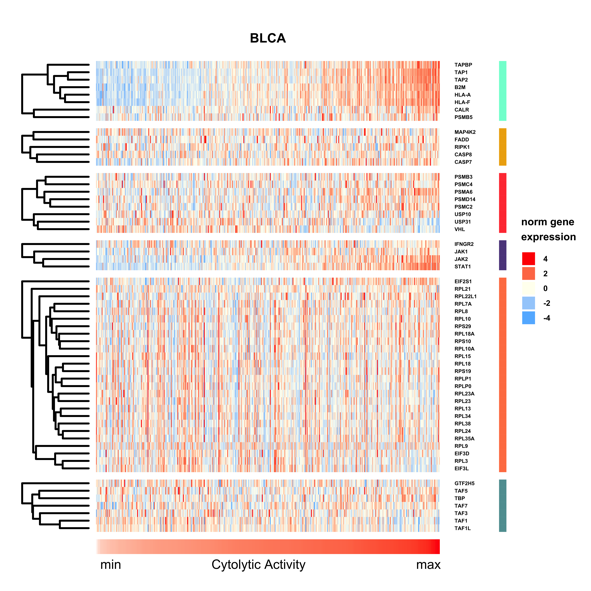 BLCA
TAPBP
TAP1
TAP2
B2M
HLA-A
HLA-F
CALR
PSMB5
MAP4K2
FADD
RIPK1
CASP8
CASP7
PSMB3
PSMC4
PSMA6
PSMD14
PSMC2
USP10
USP31
VHL
IFNGR2
JAK1
JAK2
STAT1
EIF2S1
RPL21
RPL22L1
RPL7A
RPL8
RPL10
RPS29
RPL18A
RPS10
RPL10A
RPL15
RPL18
RPS19
RPLP1
RPLP0
RPL23A
RPL23
RPL13
RPL34
RPL38
RPL24
RPL35A
RPL9
EIF3D
RPL3
EIF3L
GTF2H5
TAF5
TBP
TAF7
TAF3
TAF1
TAF1L
norm gene
expression
4
2
0
-2
-4
min Cytolytic Activity max